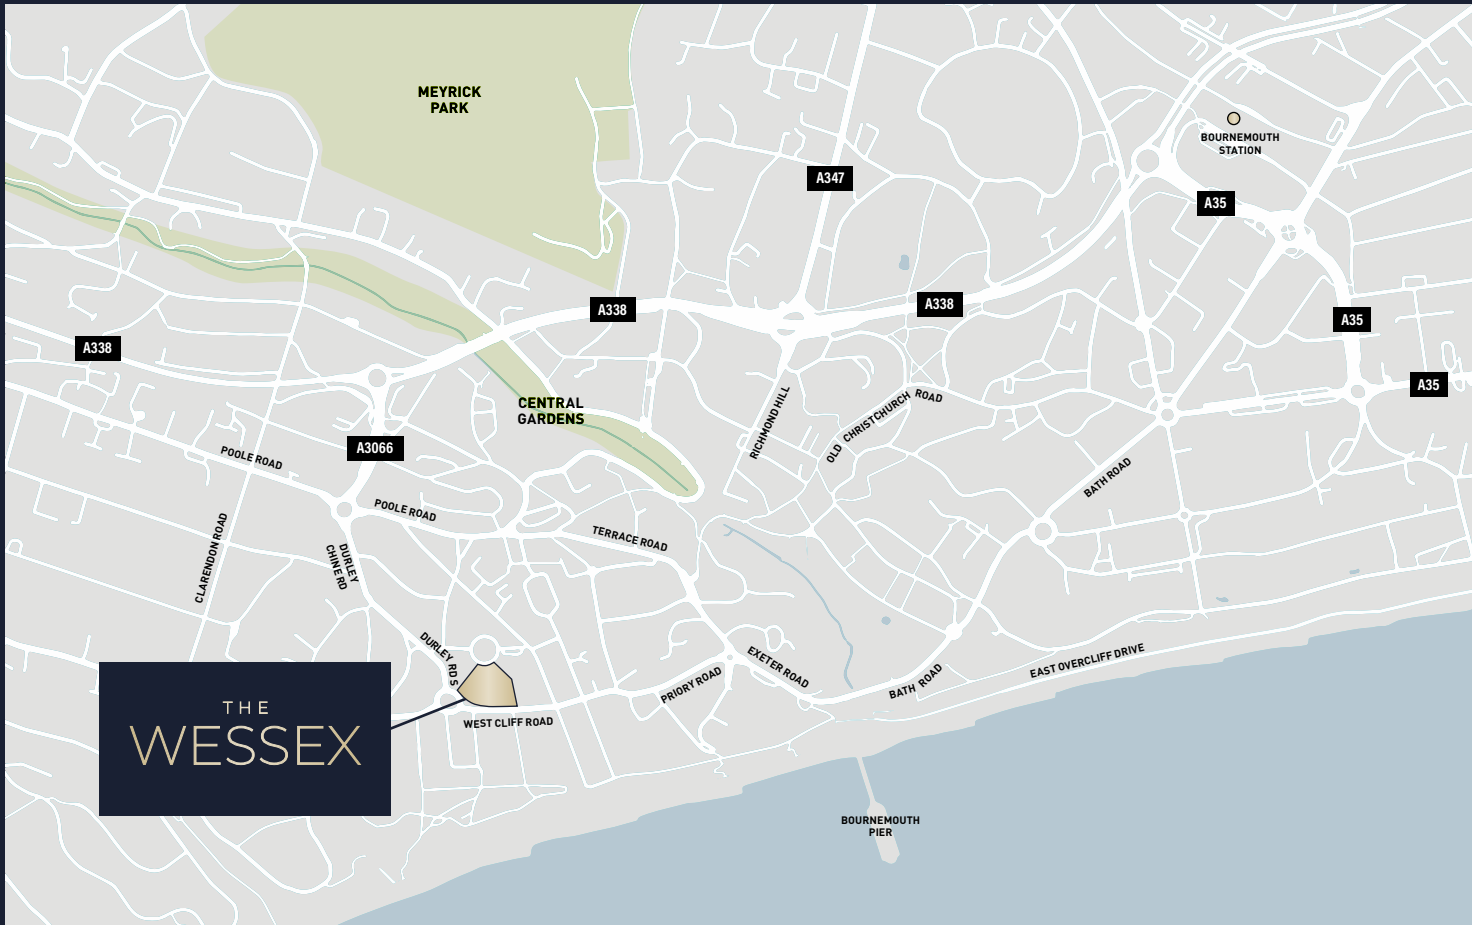 MEYRICK
PARK
BOURNEMOUTH
STATION
A347
A35
A338
A338
A35
A338
A35
CENTRAL
GARDENS
RICHMOND HILL
OLD CHRISTCHURCH ROAD
A3066
POOLE ROAD
BATH ROAD
POOLE ROAD
TERRACE ROAD
CLARENDON ROAD
DURLEY
CHINE RD
DURLEY RD S
EXETER ROAD
PRIORY ROAD
BATH ROAD
EAST OVERCLIFF DRIVE
WEST CLIFF ROAD
THE
WESSEX
BOURNEMOUTH
PIER